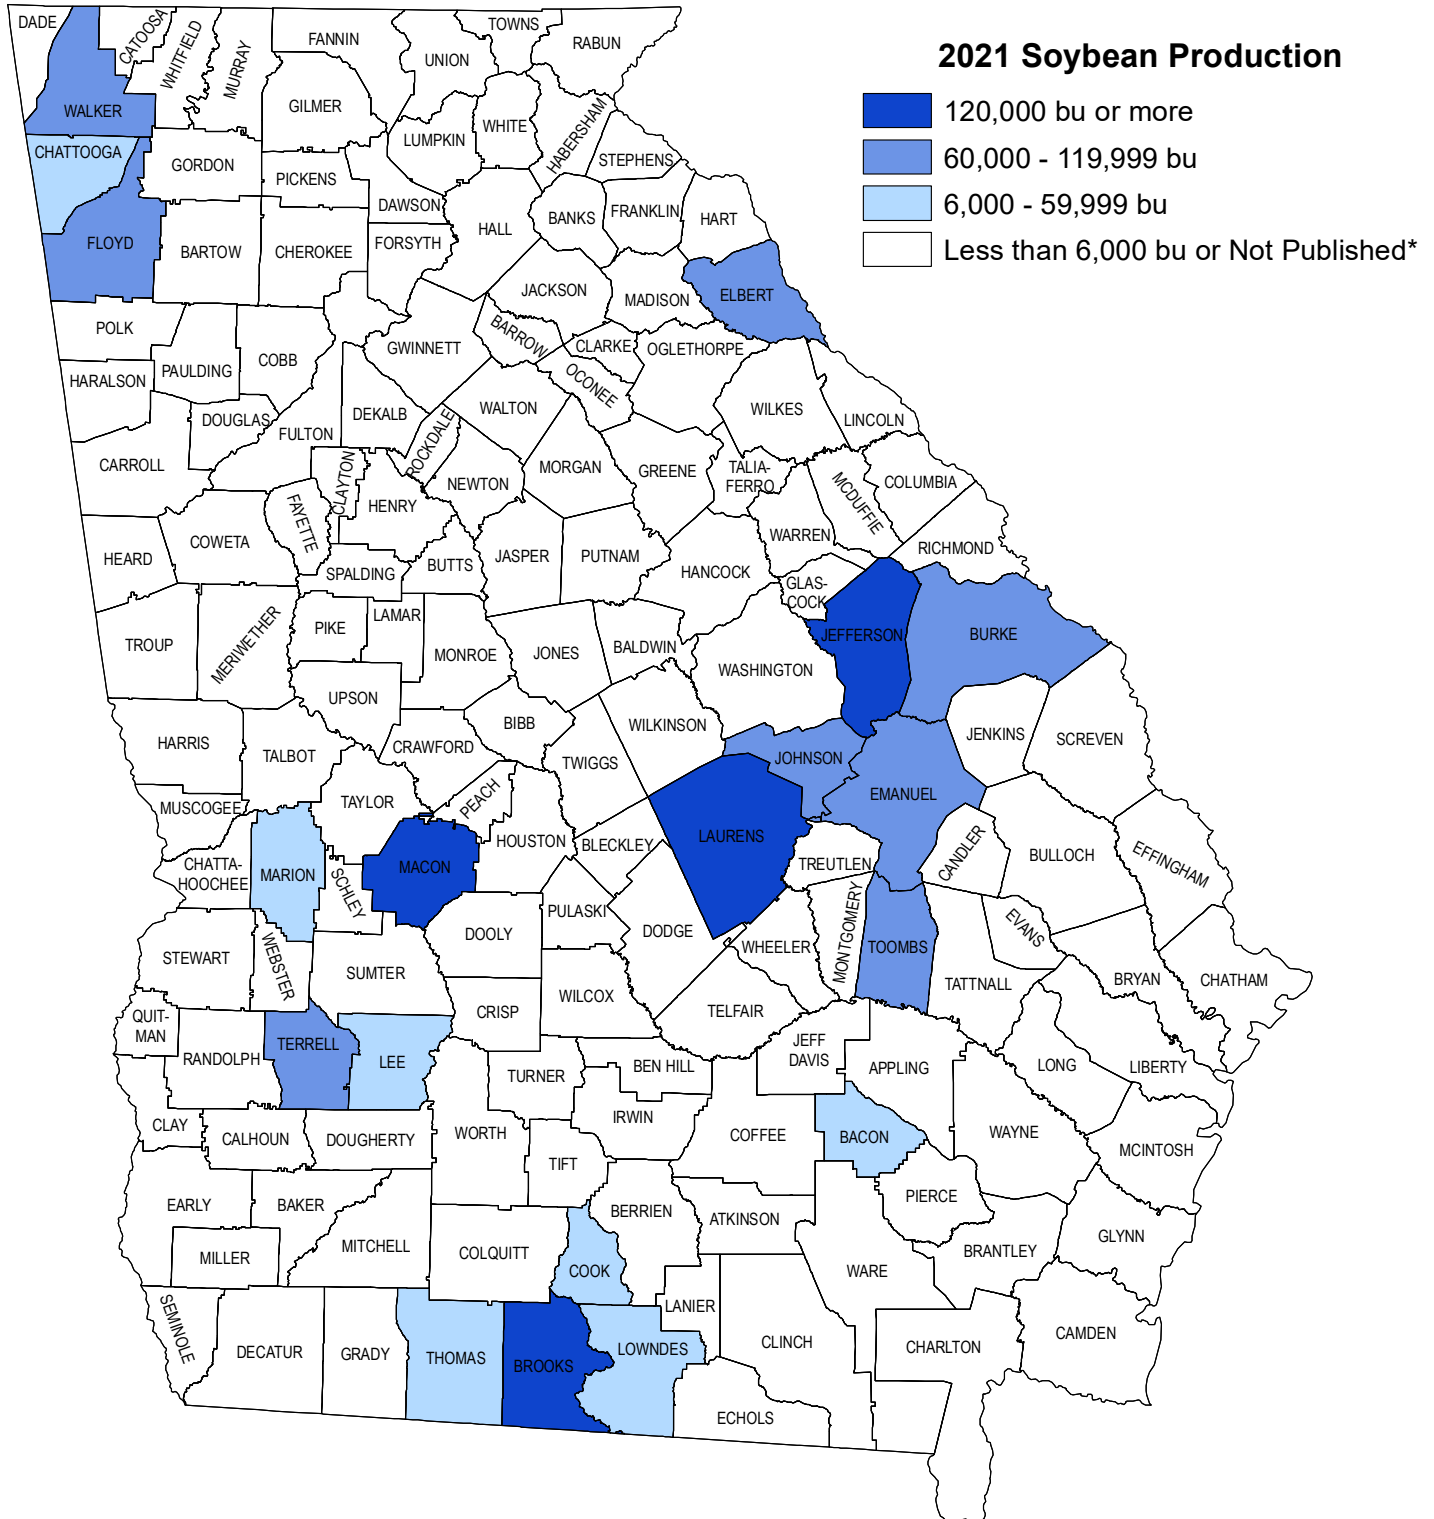 2021 Soybean Production
120,000 bu or more
60,000 - 119,999 bu
6,000 - 59,999 bu
Less than 6,000 bu or Not Published*
DADE
CATOOSA
WHITFIELD
MURRAY
FANNIN
UNION
TOWNS
RABUN
WALKER
GILMER
LUMPKIN
WHITE
HABERSHAM
STEPHENS
CHATTOOGA
GORDON
PICKENS
DAWSON
HALL
BANKS
FRANKLIN
HART
FLOYD
BARTOW
CHEROKEE
FORSYTH
JACKSON
MADISON
ELBERT
POLK
PAULDING
COBB
GWINNETT
BARROW
CLARKE
OGLETHORPE
HARALSON
OCONEE
DOUGLAS
FULTON
DEKALB
ROCKDALE
WALTON
WILKES
LINCOLN
CARROLL
CLAYTON
HENRY
NEWTON
MORGAN
GREENE
TALIA-
FERRO
MCDUFFIE
COLUMBIA
HEARD
COWETA
FAYETTE
SPALDING
BUTTS
JASPER
PUTNAM
HANCOCK
WARREN
RICHMOND
GLAS-
COCK
TROUP
MERIWETHER
PIKE
LAMAR
MONROE
JONES
BALDWIN
WASHINGTON
JEFFERSON
BURKE
UPSON
HARRIS
TALBOT
CRAWFORD
BIBB
TWIGGS
WILKINSON
JOHNSON
JENKINS
SCREVEN
MUSCOGEE
TAYLOR
PEACH
HOUSTON
BLECKLEY
LAURENS
EMANUEL
CHATTA-
HOOCHEE
MARION
SCHLEY
MACON
TREUTLEN
CANDLER
BULLOCH
EFFINGHAM
STEWART
WEBSTER
SUMTER
DOOLY
PULASKI
DODGE
WHEELER
MONTGOMERY
TOOMBS
TATTNALL
EVANS
BRYAN
CHATHAM
QUIT-
MAN
RANDOLPH
TERRELL
LEE
CRISP
WILCOX
TELFAIR
JEFF
DAVIS
APPLING
LONG
LIBERTY
CLAY
CALHOUN
DOUGHERTY
WORTH
TURNER
BEN HILL
IRWIN
COFFEE
BACON
WAYNE
MCINTOSH
EARLY
BAKER
TIFT
BERRIEN
ATKINSON
PIERCE
MILLER
MITCHELL
COLQUITT
COOK
WARE
BRANTLEY
GLYNN
SEMINOLE
DECATUR
GRADY
THOMAS
BROOKS
LOWNDES
LANIER
CLINCH
CHARLTON
CAMDEN
ECHOLS